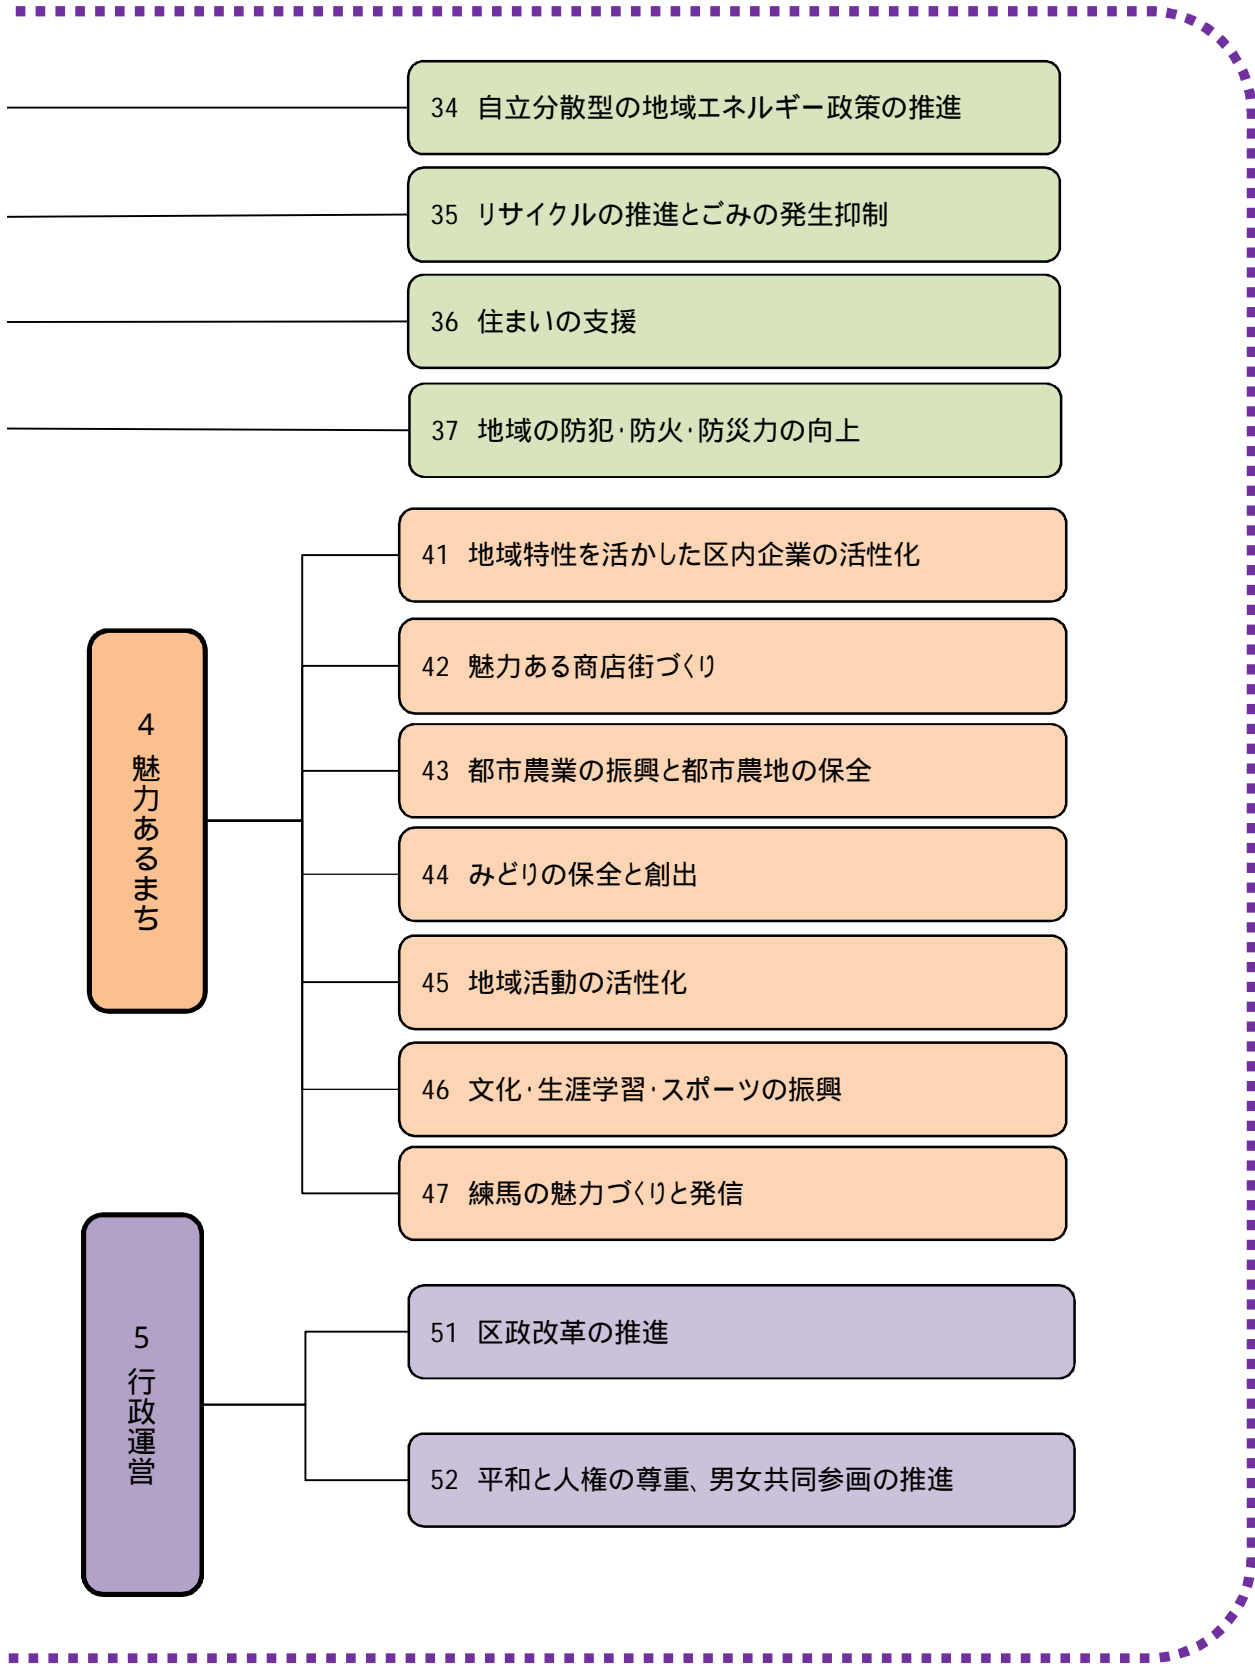 34 自立分散型の地域エネルギー政策の推進
35 リサイクルの推進とごみの発生抑制
36 住まいの支援
37 地域の防犯・防火・防災力の向上
4 魅力あるまち
41 地域特性を活かした区内企業の活性化
42 魅力ある商店街づくり
43 都市農業の振興と都市農地の保全
44 みどりの保全と創出
45 地域活動の活性化
46 文化・生涯学習・スポーツの振興
47 練馬の魅力づくりと発信
5 行政運営
51 区政改革の推進
52 平和と人権の尊重、男女共同参画の推進